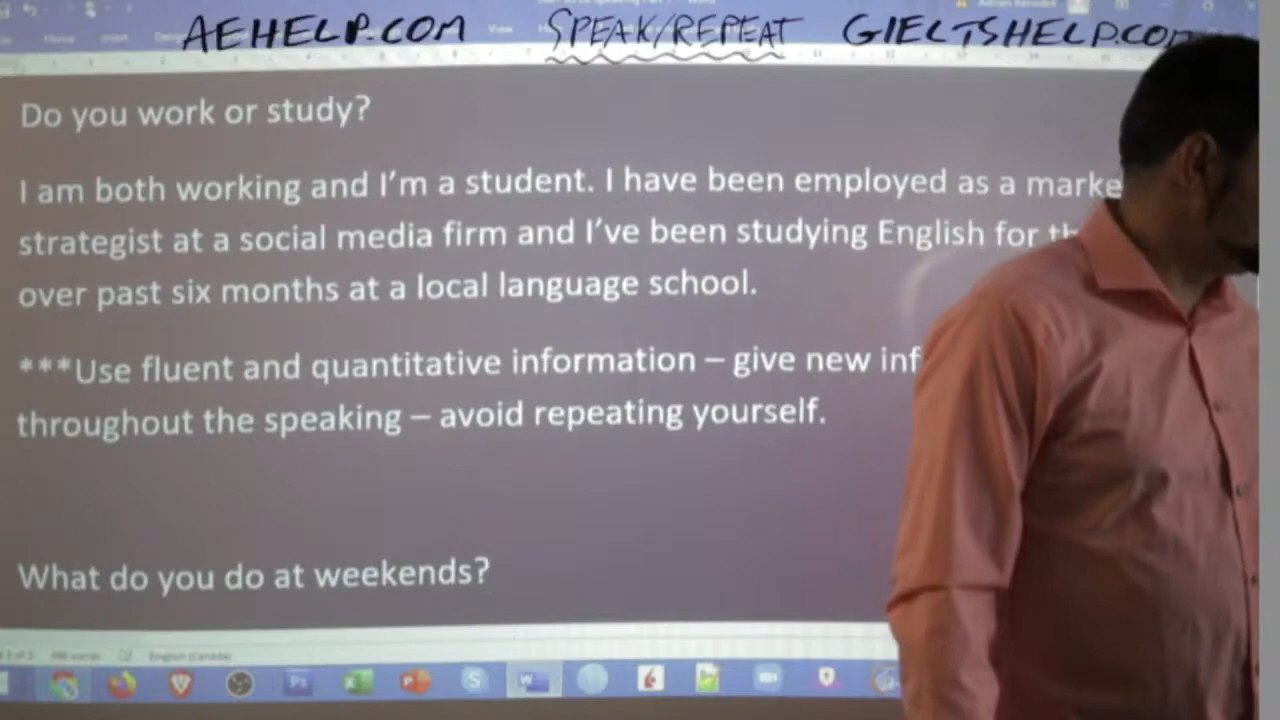 AEHELP.COM SPEAK/REPEAT GIELTSHELP.COM
Do you work or study?
I am both working and I'm a student. I have been employed as a marke
strategist at a social media firm and I've been studying English for th
over past six months at a local language school.
***Use fluent and quantitative information – give new inf
throughout the speaking – avoid repeating yourself.
What do you do at weekends?
English (Canada)
Ps
X
P
S
W